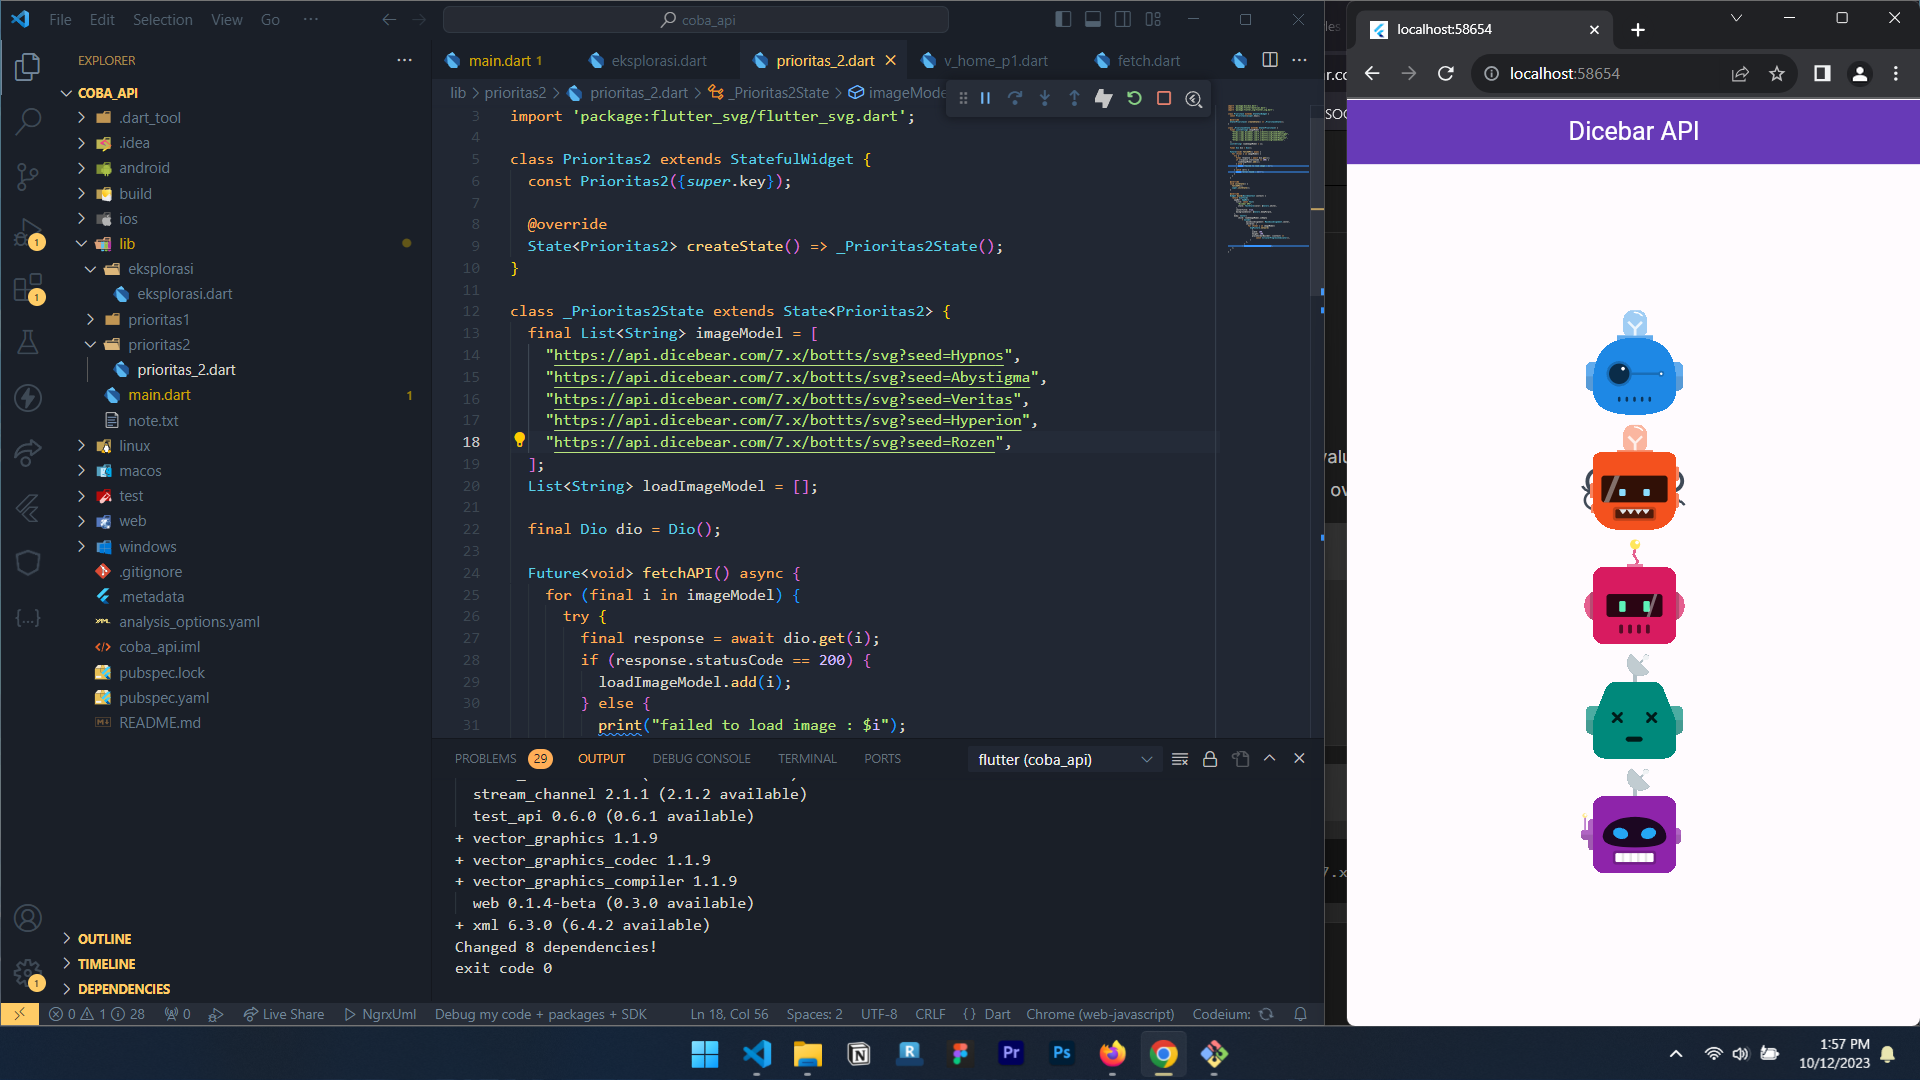 File Edit Selection View Go ··· coba_api
EXPLORER
COBA_API
.dart_tool
.idea
android
build
ios
lib
eksplorasi
eksplorasi.dart
prioritas1
prioritas2
prioritas_2.dart
main.dart 1
note.txt
linux
macos
test
web
windows
.gitignore
.metadata
analysis_options.yaml
coba_api.iml
pubspec.lock
pubspec.yaml
README.md
OUTLINE
TIMELINE
DEPENDENCIES
main.dart 1 eksplorasi.dart prioritas_2.dart v_home_p1.dart fetch.dart
lib > prioritas2 > prioritas_2.dart > _Prioritas2State > imageMode
3 import 'package:flutter_svg/flutter_svg.dart';
4
5 class Prioritas2 extends StatefulWidget {
6 const Prioritas2({super.key});
7
8 @override
9 State<Prioritas2> createState() => _Prioritas2State();
10 }
11
12 class _Prioritas2State extends State<Prioritas2> {
13 final List<String> imageModel = [
14 "https://api.dicebear.com/7.x/bottts/svg?seed=Hypnos",
15 "https://api.dicebear.com/7.x/bottts/svg?seed=Abystigma",
16 "https://api.dicebear.com/7.x/bottts/svg?seed=Veritas",
17 "https://api.dicebear.com/7.x/bottts/svg?seed=Hyperion",
18 "https://api.dicebear.com/7.x/bottts/svg?seed=Rozen",
19 ];
20 List<String> loadImageModel = [];
21
22 final Dio dio = Dio();
23
24 Future<void> fetchAPI() async {
25 for (final i in imageModel) {
26 try {
27 final response = await dio.get(i);
28 if (response.statusCode == 200) {
29 loadImageModel.add(i);
30 } else {
31 print("failed to load image : $i");
PROBLEMS 29 OUTPUT DEBUG CONSOLE TERMINAL PORTS flutter (coba_api)
stream_channel 2.1.1 (2.1.2 available)
test_api 0.6.0 (0.6.1 available)
+ vector_graphics 1.1.9
+ vector_graphics_codec 1.1.9
+ vector_graphics_compiler 1.1.9
web 0.1.4-beta (0.3.0 available)
+ xml 6.3.0 (6.4.2 available)
Changed 8 dependencies!
exit code 0
0 1 28 0 Live Share NgrxUml Debug my code + packages + SDK Ln 18, Col 56 Spaces: 2 UTF-8 CRLF {} Dart Chrome (web-javascript) Codeium:
localhost:58654
localhost:58654
Dicebar API
1:57 PM
10/12/2023